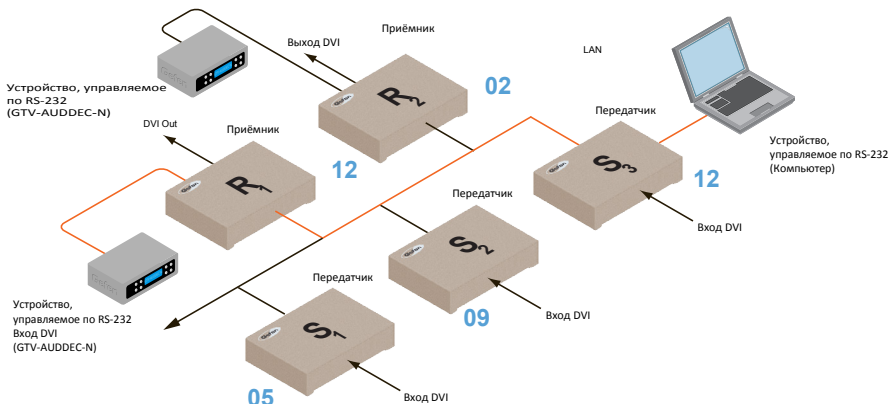 Приёмник
Выход DVI
LAN
Устройство, управляемое
по RS-232
(GTV-AUDDEC-N)
R2
02
Передатчик
DVI Out
Приёмник
Устройство,
управляемое по RS-232
(Компьютер)
R1
12
S3
12
Передатчик
Вход DVI
S2
Устройство,
управляемое по RS-232
Вход DVI
(GTV-AUDDEC-N)
Передатчик
09
Вход DVI
S1
05
Вход DVI